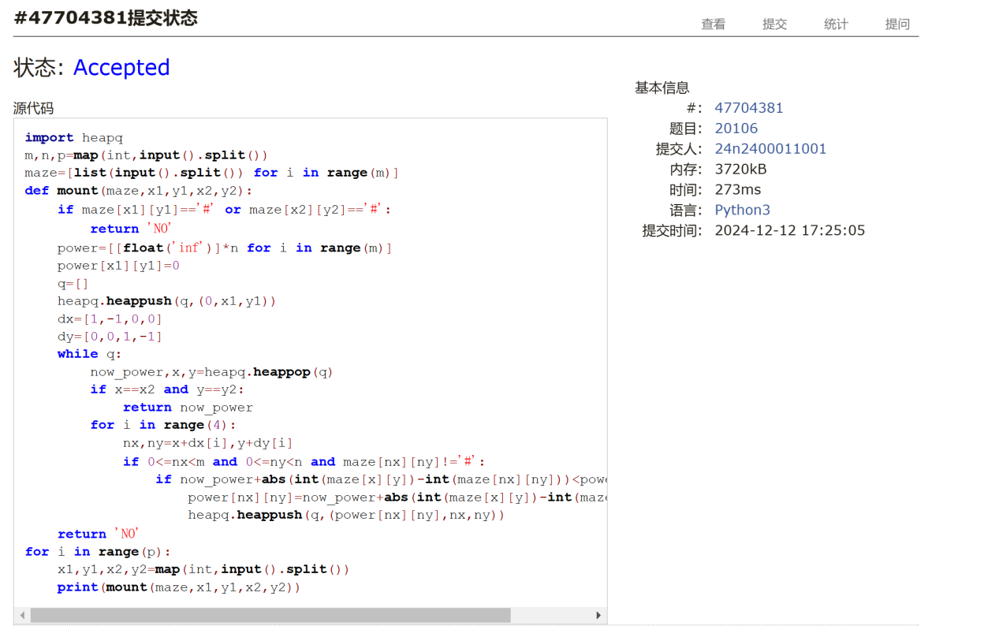 #47704381提交状态
查看 提交 统计 提问
状态: Accepted
源代码
import heapq
m,n,p=map(int,input().split())
maze=[list(input().split()) for i in range(m)]
def mount(maze,x1,y1,x2,y2):
    if maze[x1][y1]=='#' or maze[x2][y2]=='#':
        return 'NO'
    power=[[float('inf')]*n for i in range(m)]
    power[x1][y1]=0
    q=[]
    heapq.heappush(q,(0,x1,y1))
    dx=[1,-1,0,0]
    dy=[0,0,1,-1]
    while q:
        now_power,x,y=heapq.heappop(q)
        if x==x2 and y==y2:
            return now_power
        for i in range(4):
            nx,ny=x+dx[i],y+dy[i]
            if 0<=nx<m and 0<=ny<n and maze[nx][ny]!='#':
                if now_power+abs(int(maze[x][y])-int(maze[nx][ny]))<powe
                    power[nx][ny]=now_power+abs(int(maze[x][y])-int(maze
                    heapq.heappush(q,(power[nx][ny],nx,ny))
    return 'NO'
for i in range(p):
    x1,y1,x2,y2=map(int,input().split())
    print(mount(maze,x1,y1,x2,y2))
基本信息
#: 47704381
题目: 20106
提交人: 24n2400011001
内存: 3720kB
时间: 273ms
语言: Python3
提交时间: 2024-12-12 17:25:05